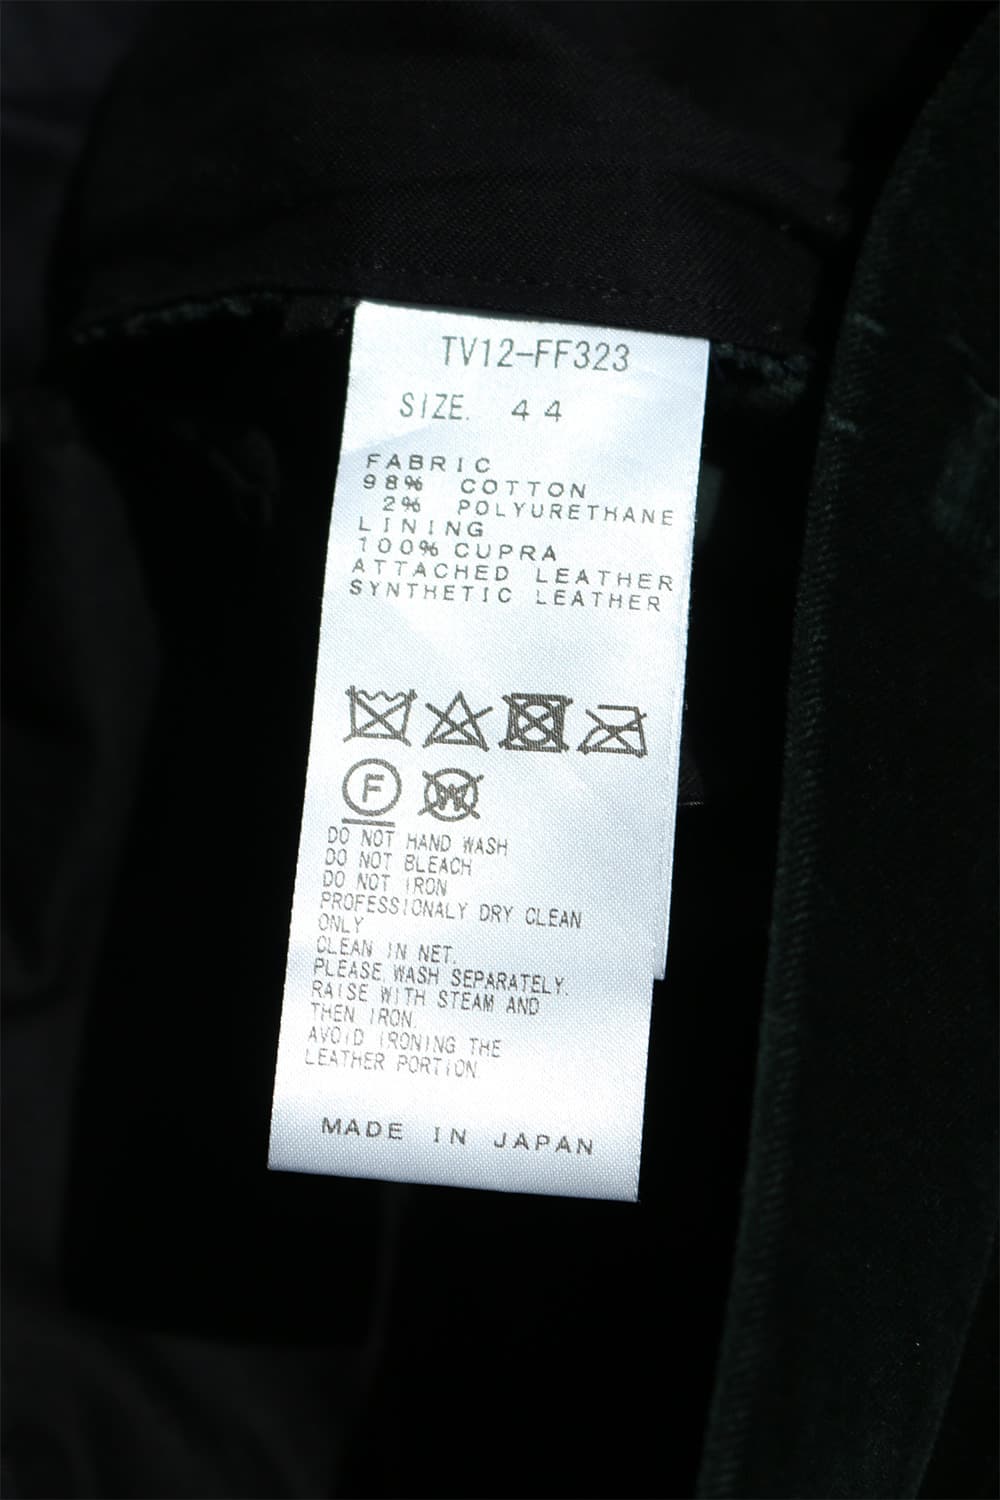 TV12-FF323
SIZE. 44
FABRIC
98% COTTON
2% POLYURETHANE
LINING
100% CUPRA
ATTACHED LEATHER
SYNTHETIC LEATHER
F W
DO NOT HAND WASH
DO NOT BLEACH
DO NOT IRON
PROFESSIONALY DRY CLEAN
ONLY
CLEAN IN NET.
PLEASE. WASH SEPARATELY.
RAISE WITH STEAM AND
THEN IRON.
AVOID IRONING THE
LEATHER PORTION
MADE IN JAPAN